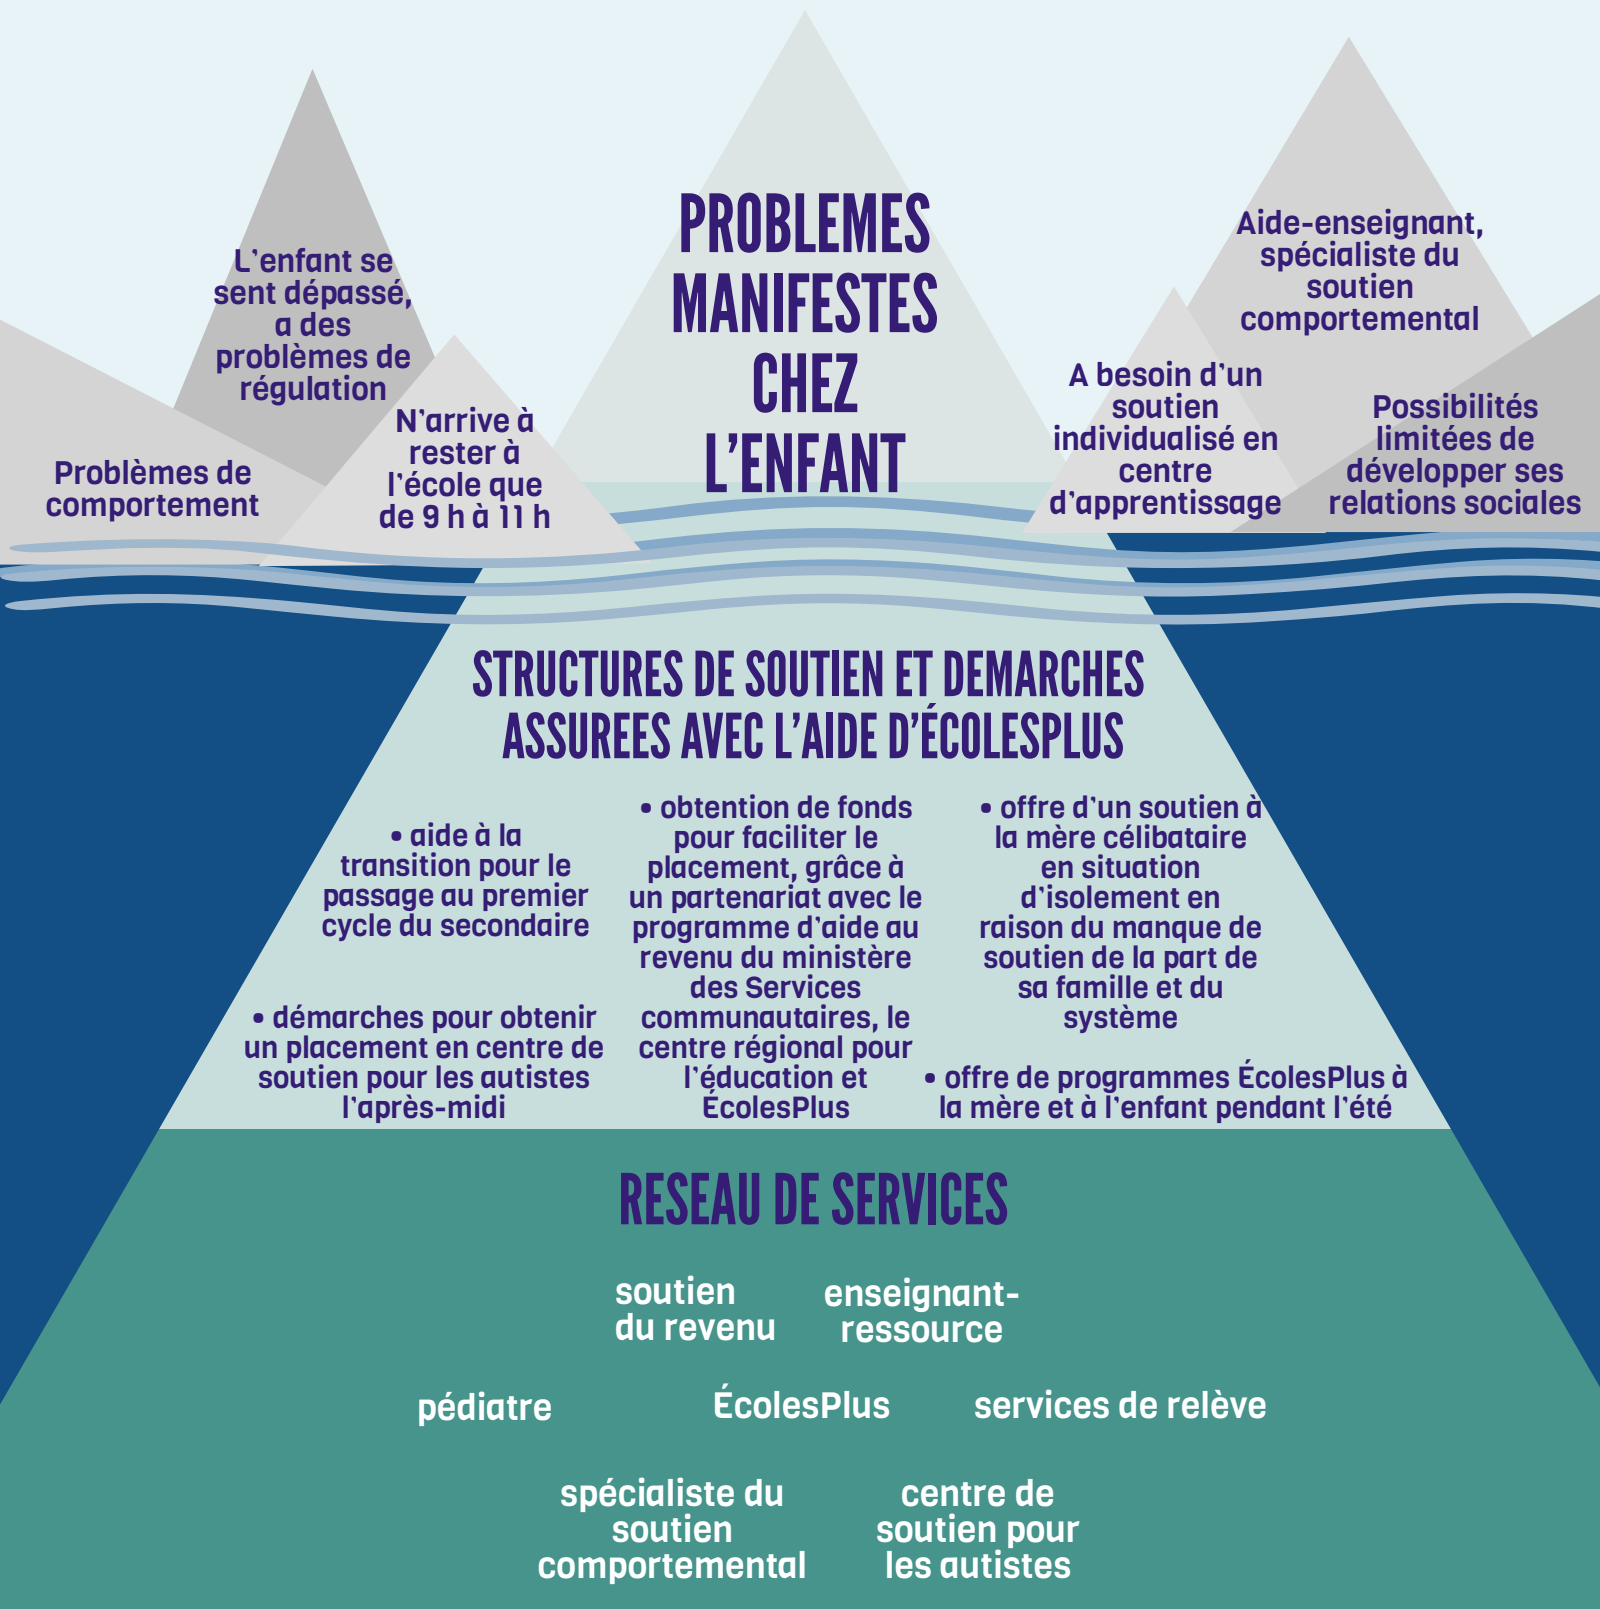 PROBLEMES
MANIFESTES
CHEZ
L'ENFANT
L'enfant se
sent dépassé,
a des
problèmes de
régulation
Problèmes de
comportement
N'arrive à
rester à
l'école que
de 9 h à 11 h
Aide-enseignant,
spécialiste du
soutien
comportemental
A besoin d'un
soutien
individualisé en
centre
d'apprentissage
Possibilités
limitées de
développer ses
relations sociales
STRUCTURES DE SOUTIEN ET DEMARCHES
ASSUREES AVEC L'AIDE D'ÉCOLESPLUS
• aide à la
transition pour le
passage au premier
cycle du secondaire
• démarches pour obtenir
un placement en centre de
soutien pour les autistes
l'après-midi
• obtention de fonds
pour faciliter le
placement, grâce à
un partenariat avec le
programme d'aide au
revenu du ministère
des Services
communautaires, le
centre régional pour
l'éducation et
ÉcolesPlus
• offre d'un soutien à
la mère célibataire
en situation
d'isolement en
raison du manque de
soutien de la part de
sa famille et du
système
• offre de programmes ÉcolesPlus à
la mère et à l'enfant pendant l'été
RESEAU DE SERVICES
soutien
du revenu
enseignant-
ressource
pédiatre
ÉcolesPlus
services de relève
spécialiste du
soutien
comportemental
centre de
soutien pour
les autistes